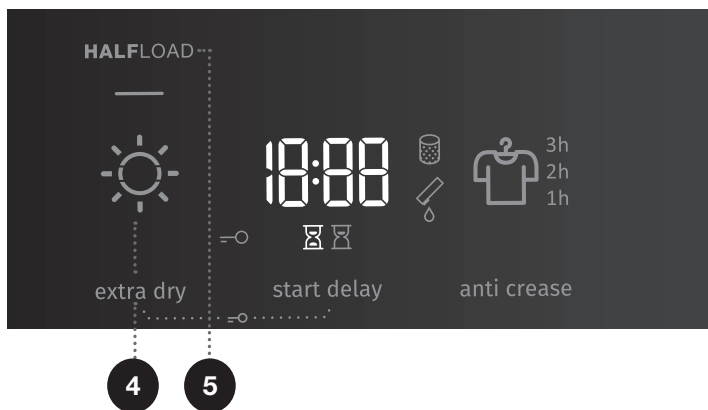 HALFLOAD
18:88
3h
2h
1h
extra dry
start delay
anti crease
4
5